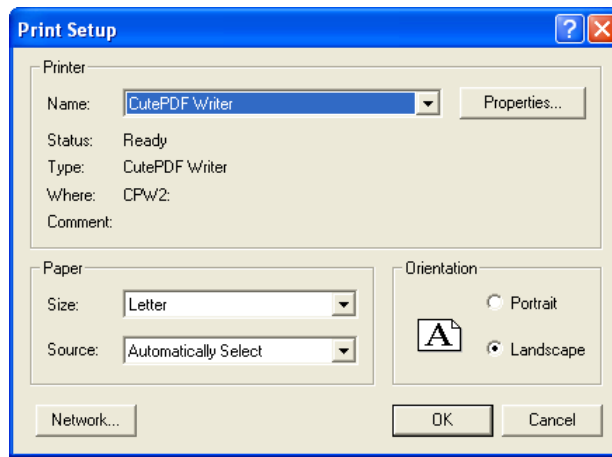 Print Setup
Printer
Name: CutePDF Writer Properties...
Status: Ready
Type: CutePDF Writer
Where: CPW2:
Comment:
Paper
Size: Letter
Source: Automatically Select
Orientation
A
Portrait
Landscape
Network... OK Cancel